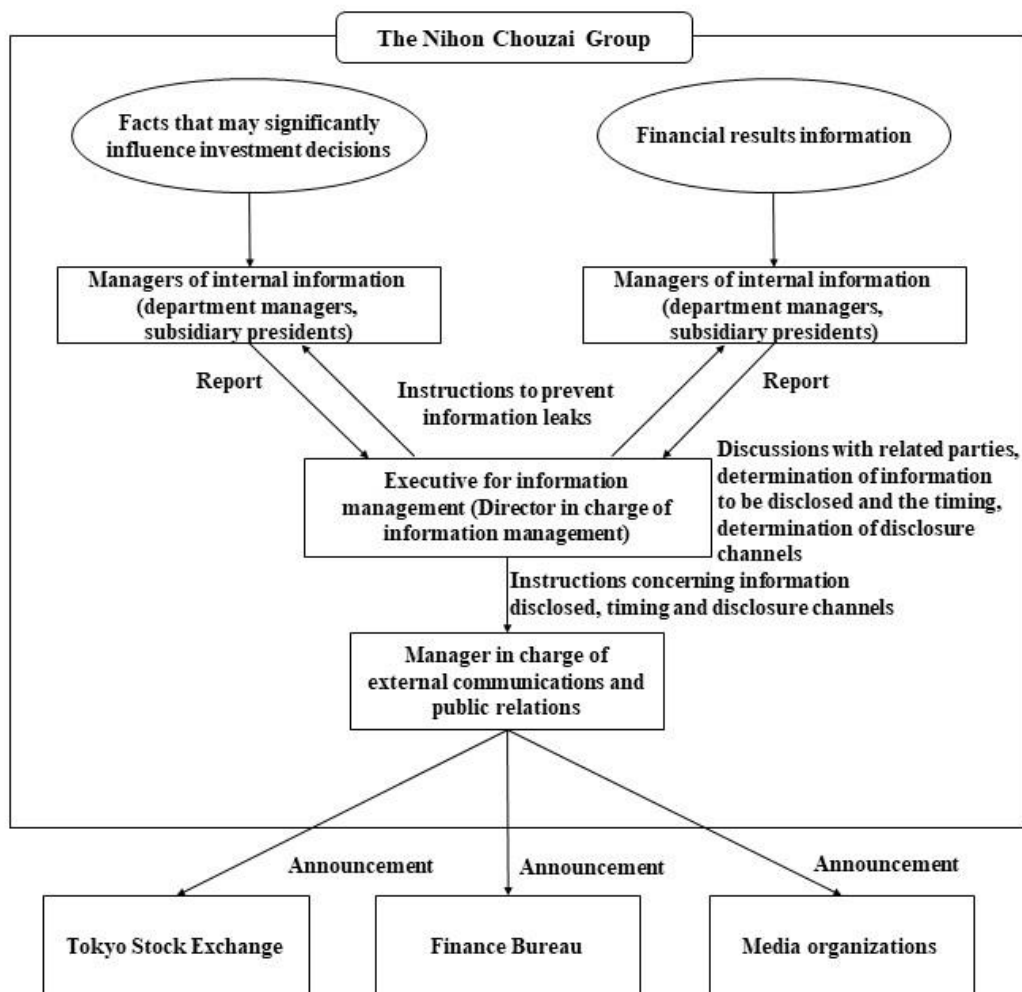 The Nihon Chouzai Group
Facts that may significantly
influence investment decisions
Financial results information
Managers of internal information
(department managers,
subsidiary presidents)
Managers of internal information
(department managers,
subsidiary presidents)
Report
Instructions to prevent
information leaks
Report
Executive for information
management (Director in charge of
information management)
Discussions with related parties,
determination of information
to be disclosed and the timing,
determination of disclosure
channels
Instructions concerning information
disclosed, timing and disclosure channels
Manager in charge of
external communications and
public relations
Announcement
Announcement
Announcement
Tokyo Stock Exchange
Finance Bureau
Media organizations